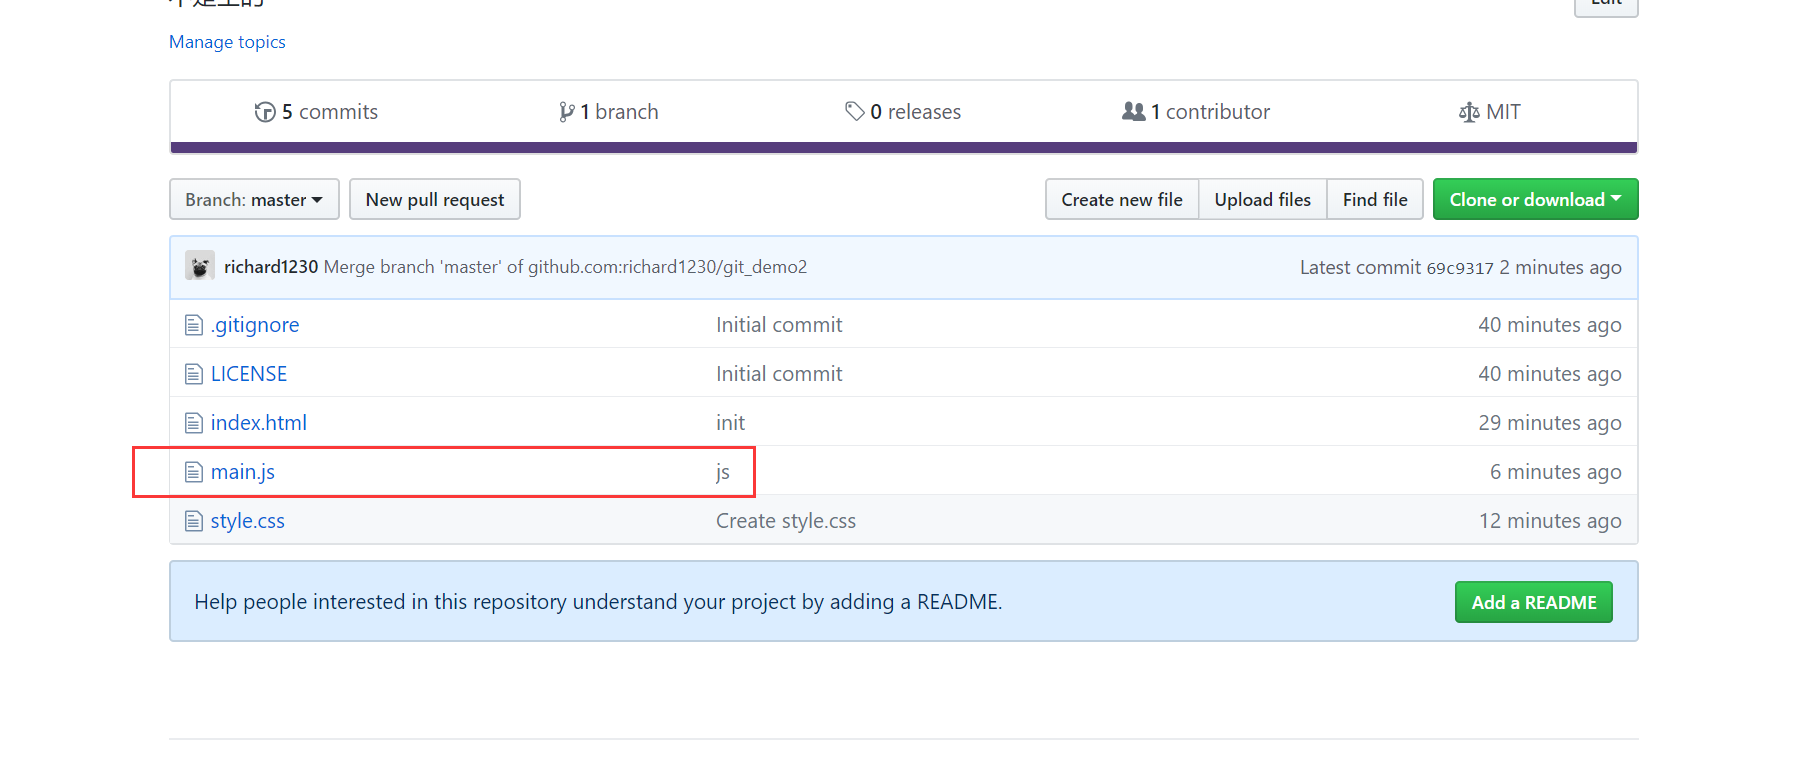 Manage topics
5 commits 1 branch 0 releases 1 contributor MIT
Branch: master New pull request Create new file Upload files Find file Clone or download
richard1230 Merge branch 'master' of github.com:richard1230/git_demo2 Latest commit 69c9317 2 minutes ago
.gitignore Initial commit 40 minutes ago
LICENSE Initial commit 40 minutes ago
index.html init 29 minutes ago
main.js js 6 minutes ago
style.css Create style.css 12 minutes ago
Help people interested in this repository understand your project by adding a README. Add a README